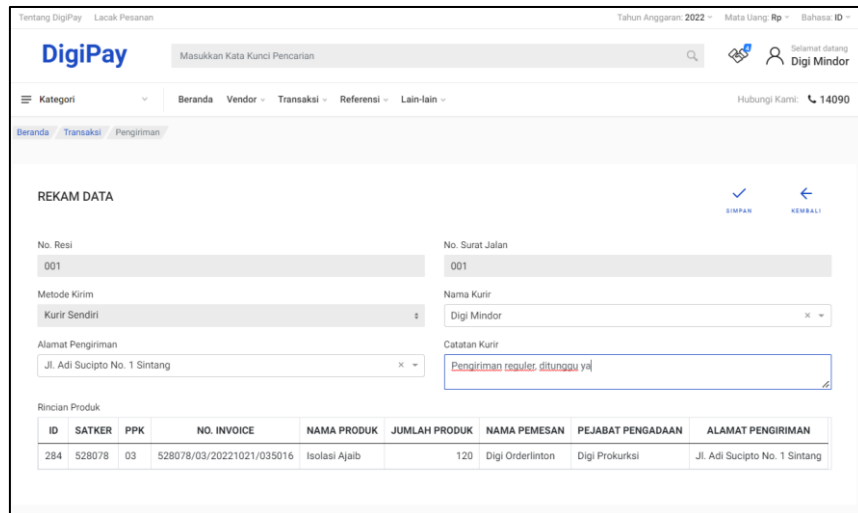 Tentang DigiPay Lacak Pesanan Tahun Anggaran: 2022 Mata Uang: Rp Bahasa: ID
DigiPay Masukkan Kata Kunci Pencarian Selamat datang
Digi Mindor
Kategori Beranda Vendor Transaksi Referensi Lain-lain Hubungi Kami: 14090
Beranda Transaksi Pengiriman
REKAM DATA
SIMPAN KEMBALI
No. Resi No. Surat Jalan
001 001
Metode Kirim Nama Kurir
Kurir Sendiri Digi Mindor
Alamat Pengiriman Catatan Kurir
Jl. Adi Sucipto No. 1 Sintang Pengiriman reguler, ditunggu ya
Rincian Produk
ID SATKER PPK NO. INVOICE NAMA PRODUK JUMLAH PRODUK NAMA PEMESAN PEJABAT PENGADAAN ALAMAT PENGIRIMAN
284 528078 03 528078/03/20221021/035016 Isolasi Ajaib 120 Digi Orderlinton Digi Prokurksi Jl. Adi Sucipto No. 1 Sintang